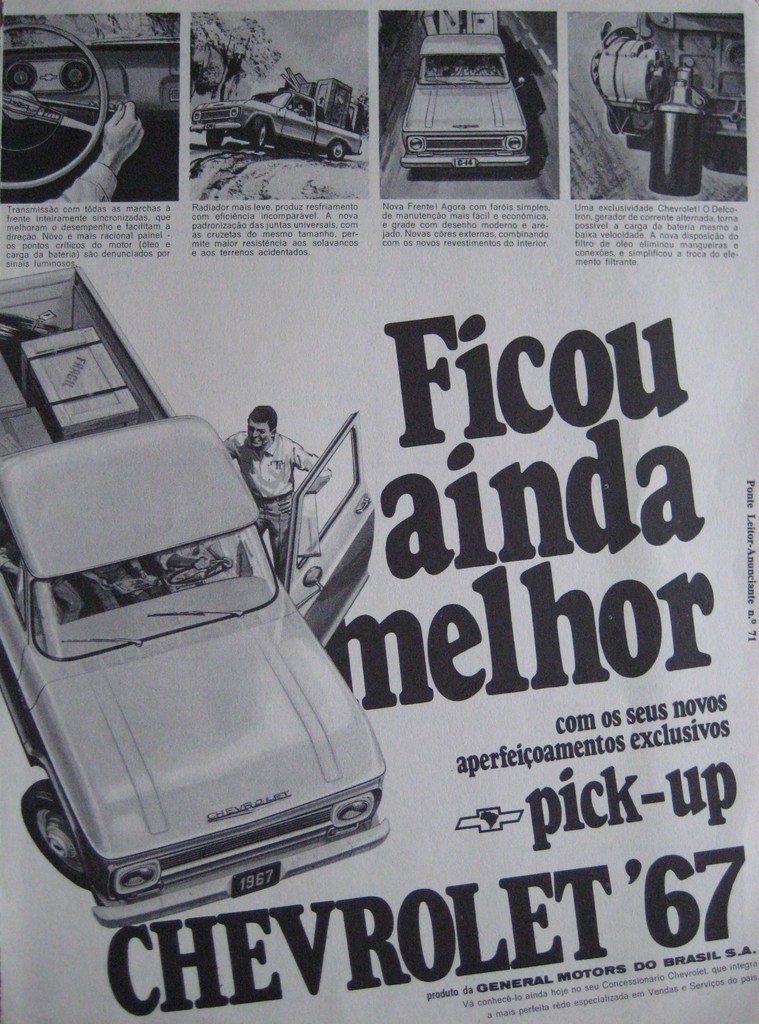 Transmissão com tôdas as marchas à
frente inteiramente sincronizadas, que
melhoram o desempenho e facilitam a
direção. Nôvo e mais racional painel -
os pontos críticos do motor (óleo e
carga da bateria) são denunciados por
sinais luminosos.
Radiador mais leve, produz resfriamento
com eficiência incomparável. A nova
padronização das juntas universais, com
as cruzetas do mesmo tamanho, per-
mite maior resistência aos solavancos
e aos terrenos acidentados.
C-14
Nova Frente! Agora com faróis simples,
de manutenção mais fácil e econômica,
e grade com desenho moderno e are-
jado. Novas côres externas, combinando
com os novos revestimentos do interior.
Uma exclusividade Chevrolet! O Delco-
tron, gerador de corrente alternada, torna
possível a carga da bateria mesmo a
baixa velocidade. A nova disposição do
filtro de óleo eliminou mangueiras e
conexões, e simplificou a troca do ele-
mento filtrante.
FRÁGIL
Ficou
ainda
melhor
com os seus novos
aperfeiçoamentos exclusivos
pick-up
CHEVROLET
1967
CHEVROLET '67
produto da GENERAL MOTORS DO BRASIL S.A.
Vá conhecê-lo ainda hoje no seu Concessionário Chevrolet, que integra
a mais perfeita rêde especializada em Vendas e Serviços do país
Ponte Leitor-Anunciante n.º 71